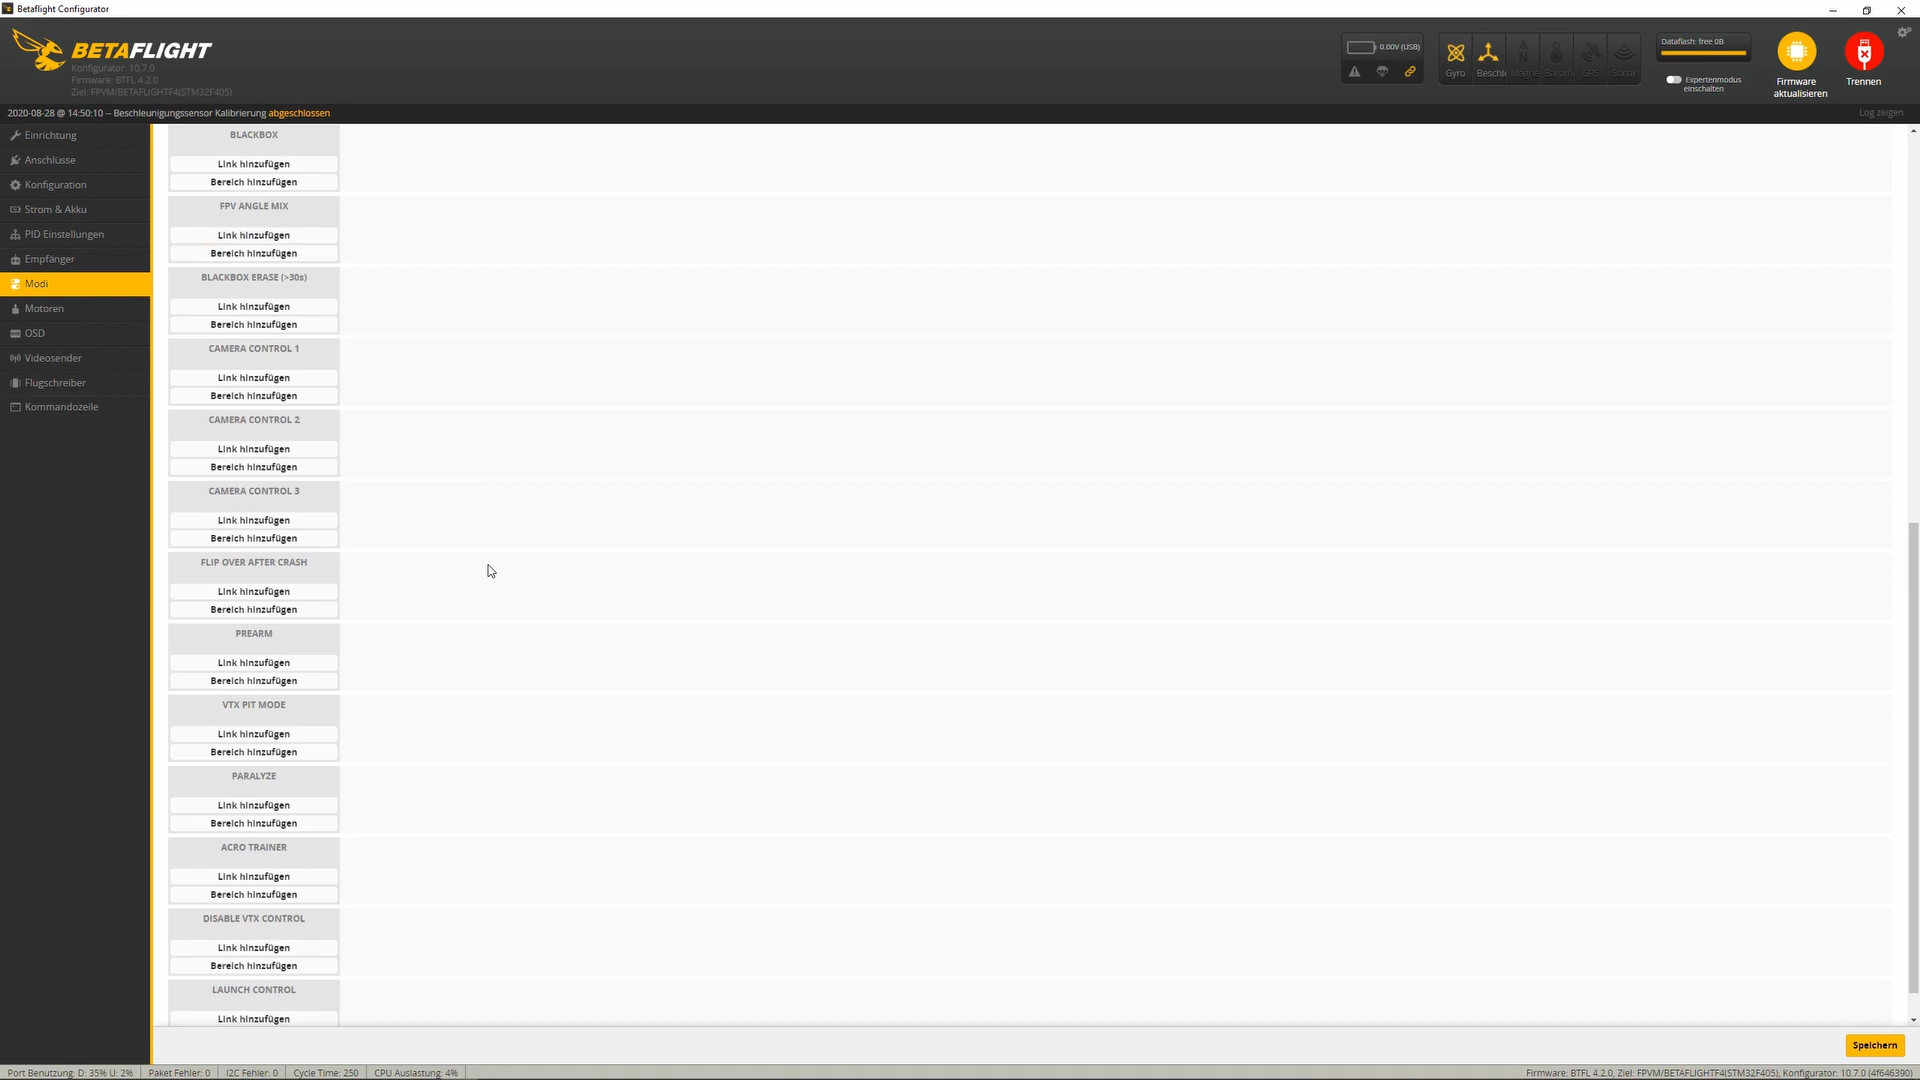 Betaflight Configurator
BETAFLIGHT
Konfigurator: 10.7.0
Firmware: BTFL 4.2.0
Ziel: FPVM/BETAFLIGHTF4(STM32F405)
0.00V (USB)
Gyro
Beschl
Magne
Barom
GPS
Sonar
Dataflash: free 0B
Expertenmodus
einschalten
Firmware
aktualisieren
Trennen
2020-08-28 @ 14:50:10 -- Beschleunigungssensor Kalibrierung abgeschlossen
Log zeigen
Einrichtung
Anschlüsse
Konfiguration
Strom & Akku
PID Einstellungen
Empfänger
Modi
Motoren
OSD
Videosender
Flugschreiber
Kommandozeile
BLACKBOX
Link hinzufügen
Bereich hinzufügen
FPV ANGLE MIX
Link hinzufügen
Bereich hinzufügen
BLACKBOX ERASE (>30s)
Link hinzufügen
Bereich hinzufügen
CAMERA CONTROL 1
Link hinzufügen
Bereich hinzufügen
CAMERA CONTROL 2
Link hinzufügen
Bereich hinzufügen
CAMERA CONTROL 3
Link hinzufügen
Bereich hinzufügen
FLIP OVER AFTER CRASH
Link hinzufügen
Bereich hinzufügen
PREARM
Link hinzufügen
Bereich hinzufügen
VTX PIT MODE
Link hinzufügen
Bereich hinzufügen
PARALYZE
Link hinzufügen
Bereich hinzufügen
ACRO TRAINER
Link hinzufügen
Bereich hinzufügen
DISABLE VTX CONTROL
Link hinzufügen
Bereich hinzufügen
LAUNCH CONTROL
Link hinzufügen
Speichern
Port Benutzung: D: 35% U: 2%
Paket Fehler: 0
I2C Fehler: 0
Cycle Time: 250
CPU Auslastung: 4%
Firmware: BTFL 4.2.0, Ziel: FPVM/BETAFLIGHTF4(STM32F405), Konfigurator: 10.7.0 (4f646390)